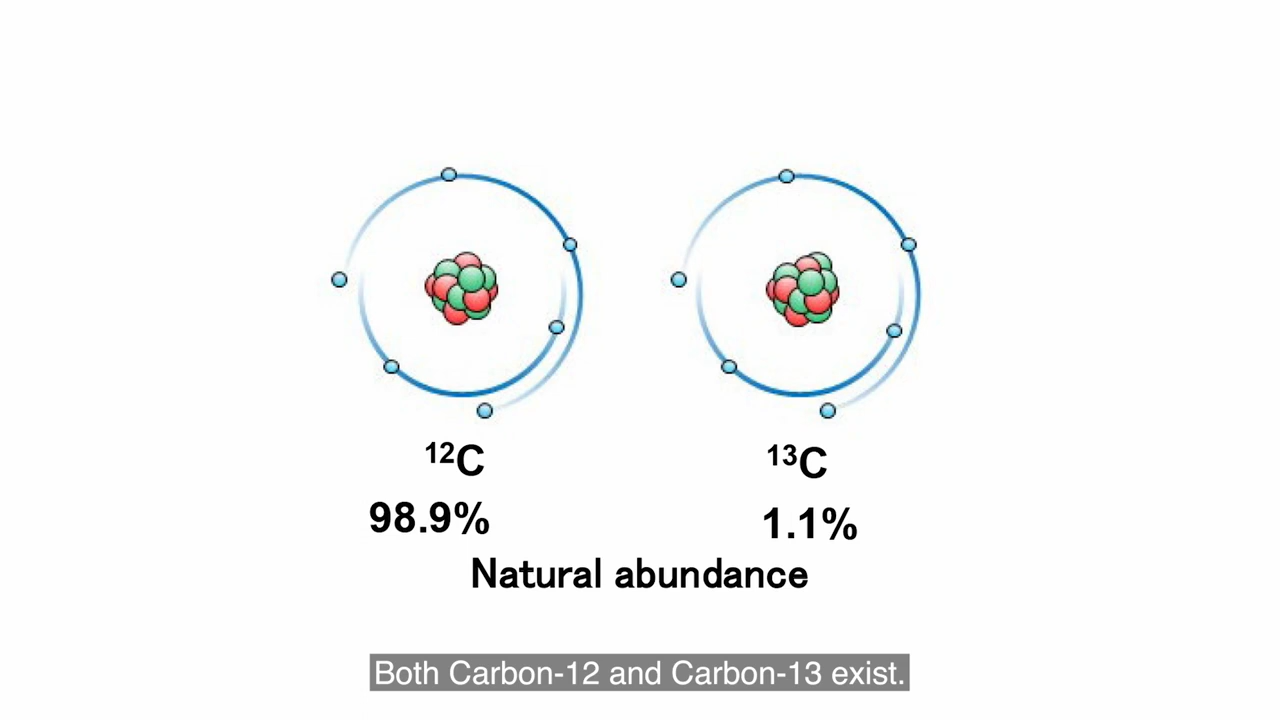 ¹²C
¹³C
98.9%
1.1%
Natural abundance
Both Carbon-12 and Carbon-13 exist.